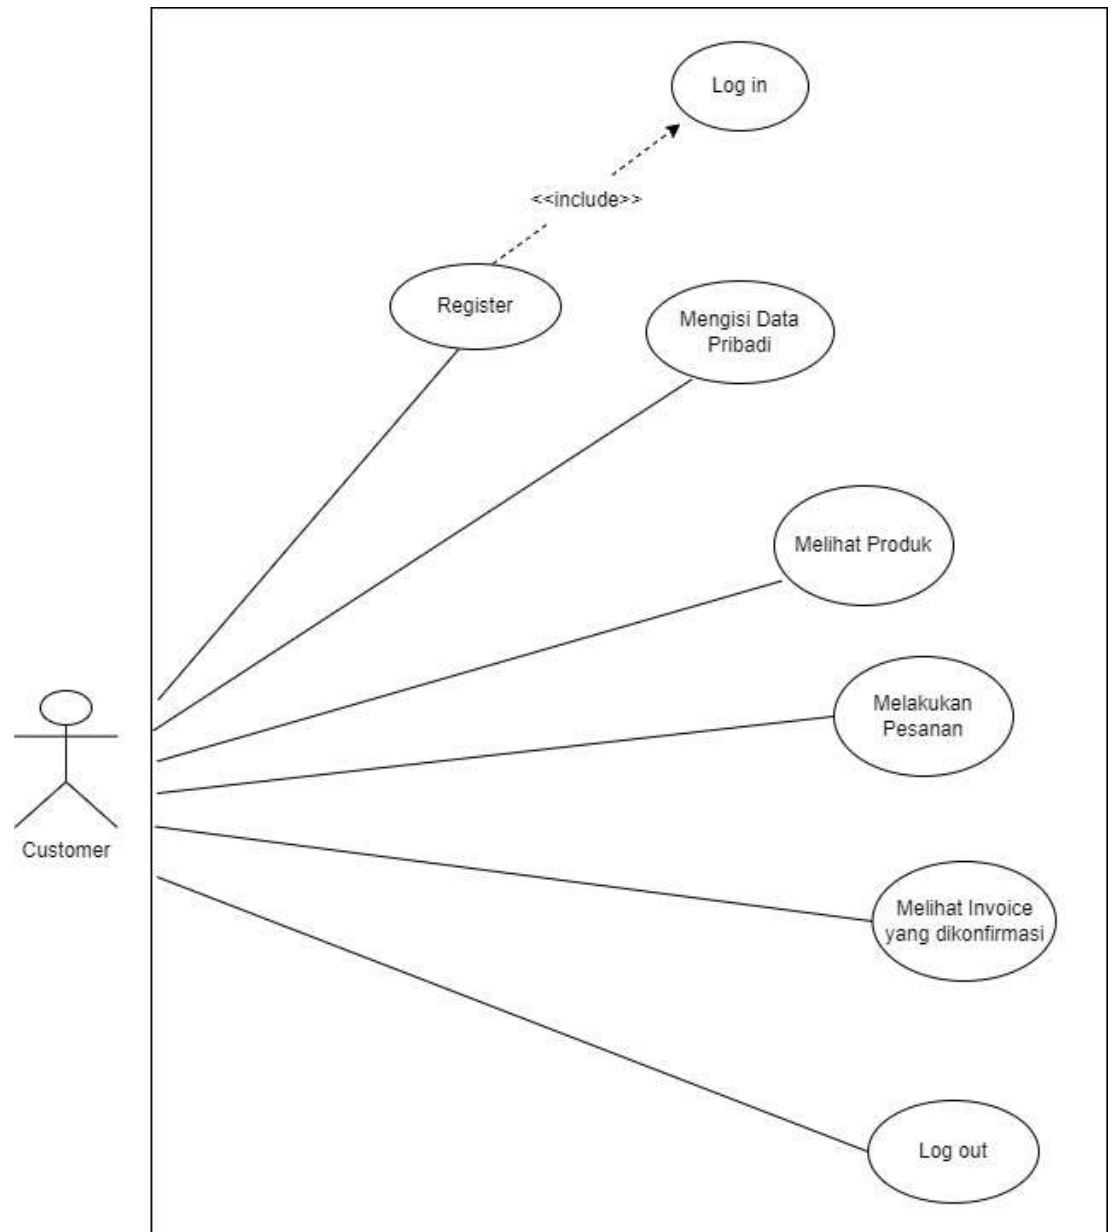 Log in
<<include>>
Register
Mengisi Data
Pribadi
Melihat Produk
Melakukan
Pesanan
Customer
Melihat Invoice
yang dikonfirmasi
Log out